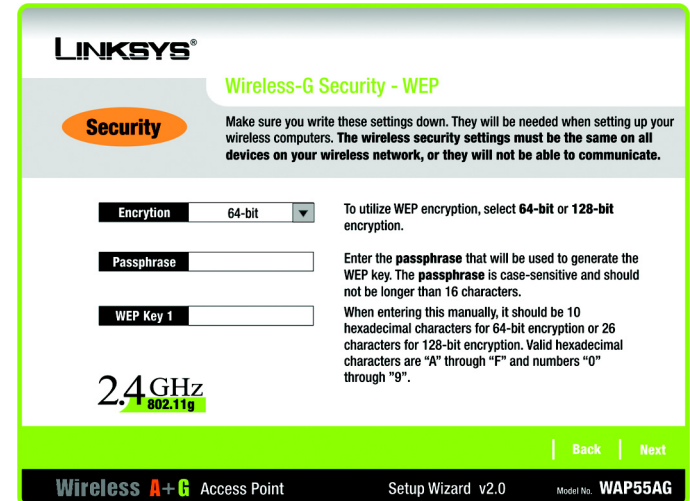 LINKSYS®
Wireless-G Security - WEP
Security
Make sure you write these settings down. They will be needed when setting up your
wireless computers. The wireless security settings must be the same on all
devices on your wireless network, or they will not be able to communicate.
Encrytion
64-bit
To utilize WEP encryption, select 64-bit or 128-bit
encryption.
Passphrase
Enter the passphrase that will be used to generate the
WEP key. The passphrase is case-sensitive and should
not be longer than 16 characters.
WEP Key 1
When entering this manually, it should be 10
hexadecimal characters for 64-bit encryption or 26
characters for 128-bit encryption. Valid hexadecimal
characters are “A” through “F” and numbers “0”
through ”9”.
2.4 GHz
802.11g
Back
Next
Wireless A+G Access Point
Setup Wizard v2.0
Model No. WAP55AG